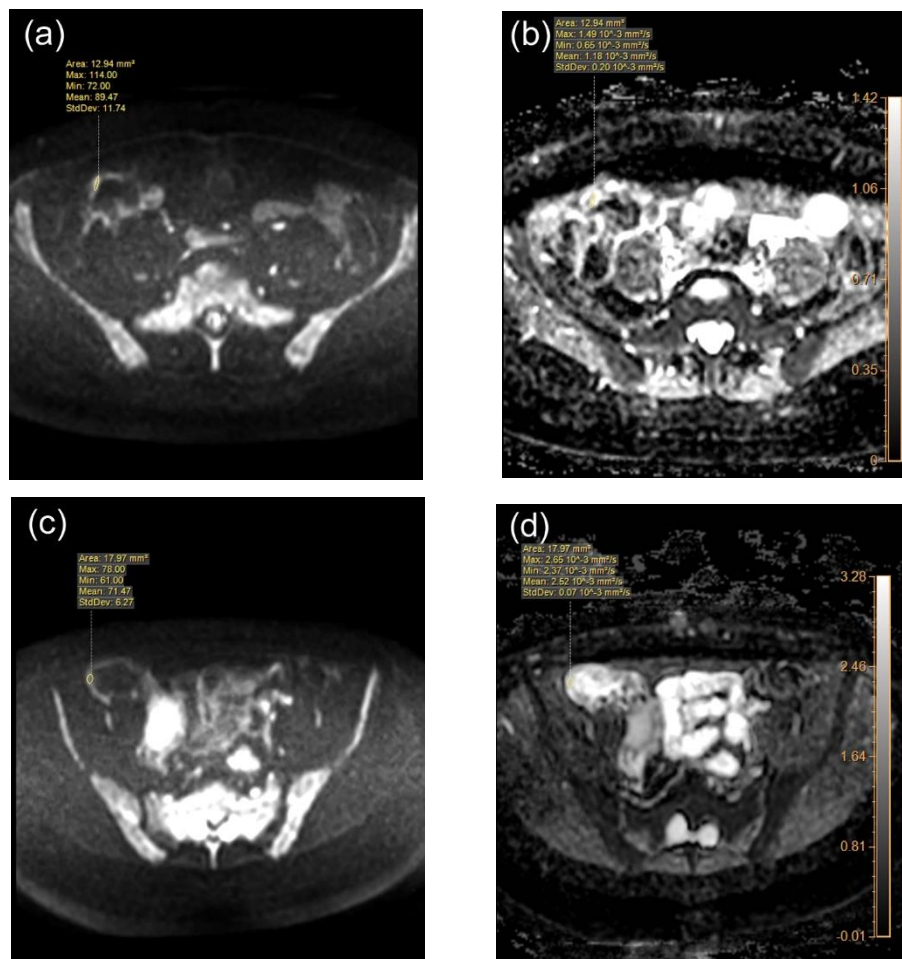 (a)
Area: 12.94 mm²
Max: 114.00
Min: 72.00
Mean: 89.47
StdDev: 11.74
(b)
Area: 12.94 mm²
Max: 1.49 10^-3 mm²/s
Min: 0.65 10^-3 mm²/s
Mean: 1.18 10^-3 mm²/s
StdDev: 0.20 10^-3 mm²/s
1.42
1.06
0.71
0.35
0
(c)
Area: 17.97 mm²
Max: 78.00
Min: 61.00
Mean: 71.47
StdDev: 6.27
(d)
Area: 17.97 mm²
Max: 2.65 10^-3 mm²/s
Min: 2.37 10^-3 mm²/s
Mean: 2.52 10^-3 mm²/s
StdDev: 0.07 10^-3 mm²/s
3.28
2.46
1.64
0.81
-0.01